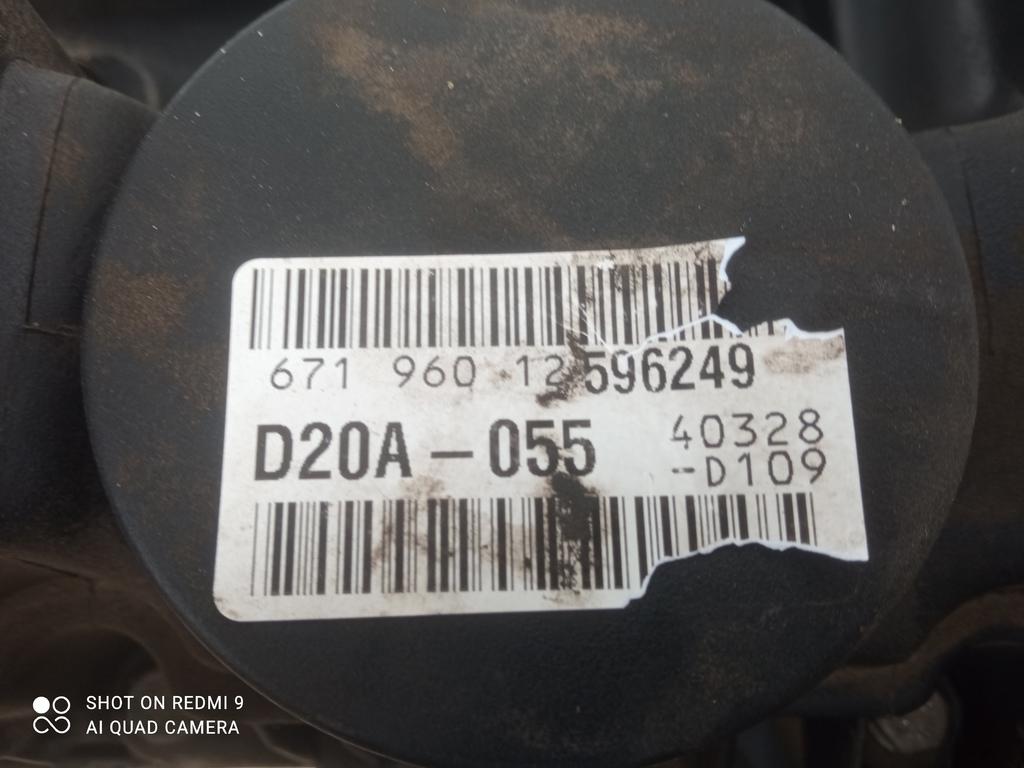 671 960 12 596249
D20A-055 40328
-D109
SHOT ON REDMI 9
AI QUAD CAMERA